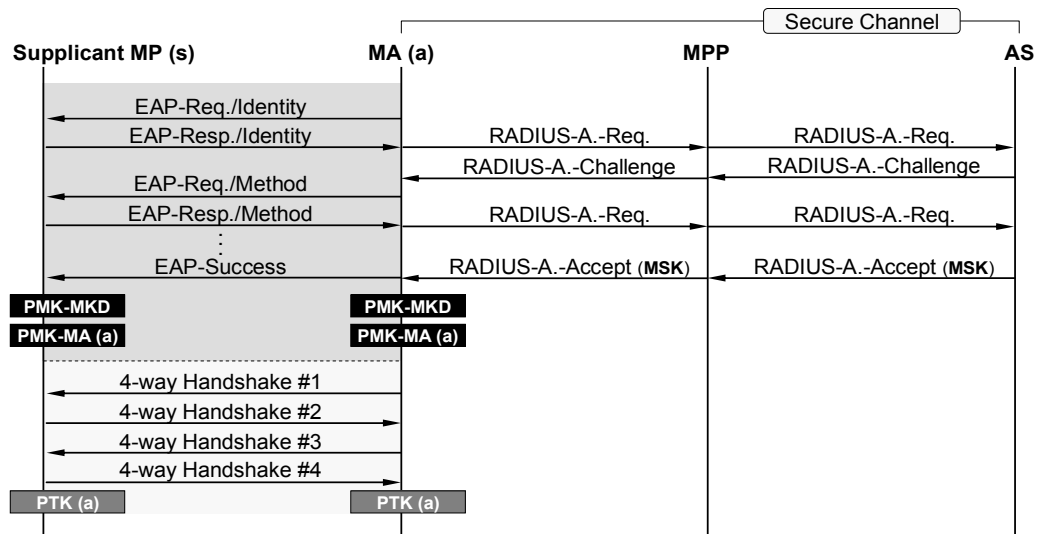 Secure Channel
Supplicant MP (s) MA (a) MPP AS
EAP-Req./Identity
EAP-Resp./Identity RADIUS-A.-Req. RADIUS-A.-Req.
RADIUS-A.-Challenge RADIUS-A.-Challenge
EAP-Req./Method
EAP-Resp./Method RADIUS-A.-Req. RADIUS-A.-Req.
EAP-Success RADIUS-A.-Accept (MSK) RADIUS-A.-Accept (MSK)
PMK-MKD PMK-MKD
PMK-MA (a) PMK-MA (a)
4-way Handshake #1
4-way Handshake #2
4-way Handshake #3
4-way Handshake #4
PTK (a) PTK (a)